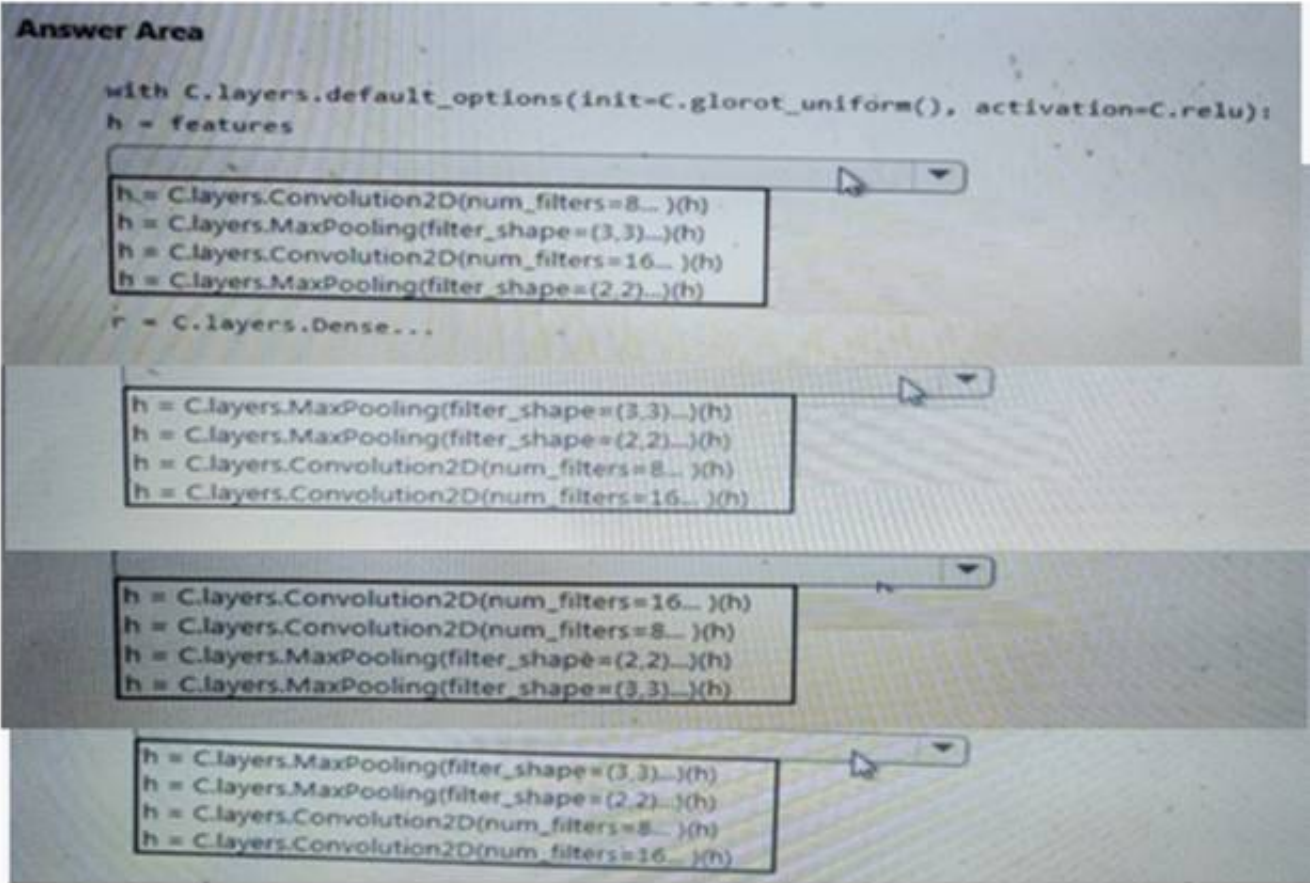 Answer Area
with C.layers.default_options(init=C.glorot_uniform(), activation=C.relu):
h = features
h = C.layers.Convolution2D(num_filters=8... )(h)
h = C.layers.MaxPooling(filter_shape=(3,3)...)(h)
h = C.layers.Convolution2D(num_filters=16... )(h)
h = C.layers.MaxPooling(filter_shape=(2,2)...)(h)
r = C.layers.Dense...
h = C.layers.MaxPooling(filter_shape=(3,3)...)(h)
h = C.layers.MaxPooling(filter_shape=(2,2)...)(h)
h = C.layers.Convolution2D(num_filters=8... )(h)
h = C.layers.Convolution2D(num_filters=16... )(h)
h = C.layers.Convolution2D(num_filters=16... )(h)
h = C.layers.Convolution2D(num_filters=8... )(h)
h = C.layers.MaxPooling(filter_shape=(2,2)...)(h)
h = C.layers.MaxPooling(filter_shape=(3,3)...)(h)
h = C.layers.MaxPooling(filter_shape=(3,3)...)(h)
h = C.layers.MaxPooling(filter_shape=(2,2)...)(h)
h = C.layers.Convolution2D(num_filters=8... )(h)
h = C.layers.Convolution2D(num_filters=16... )(h)